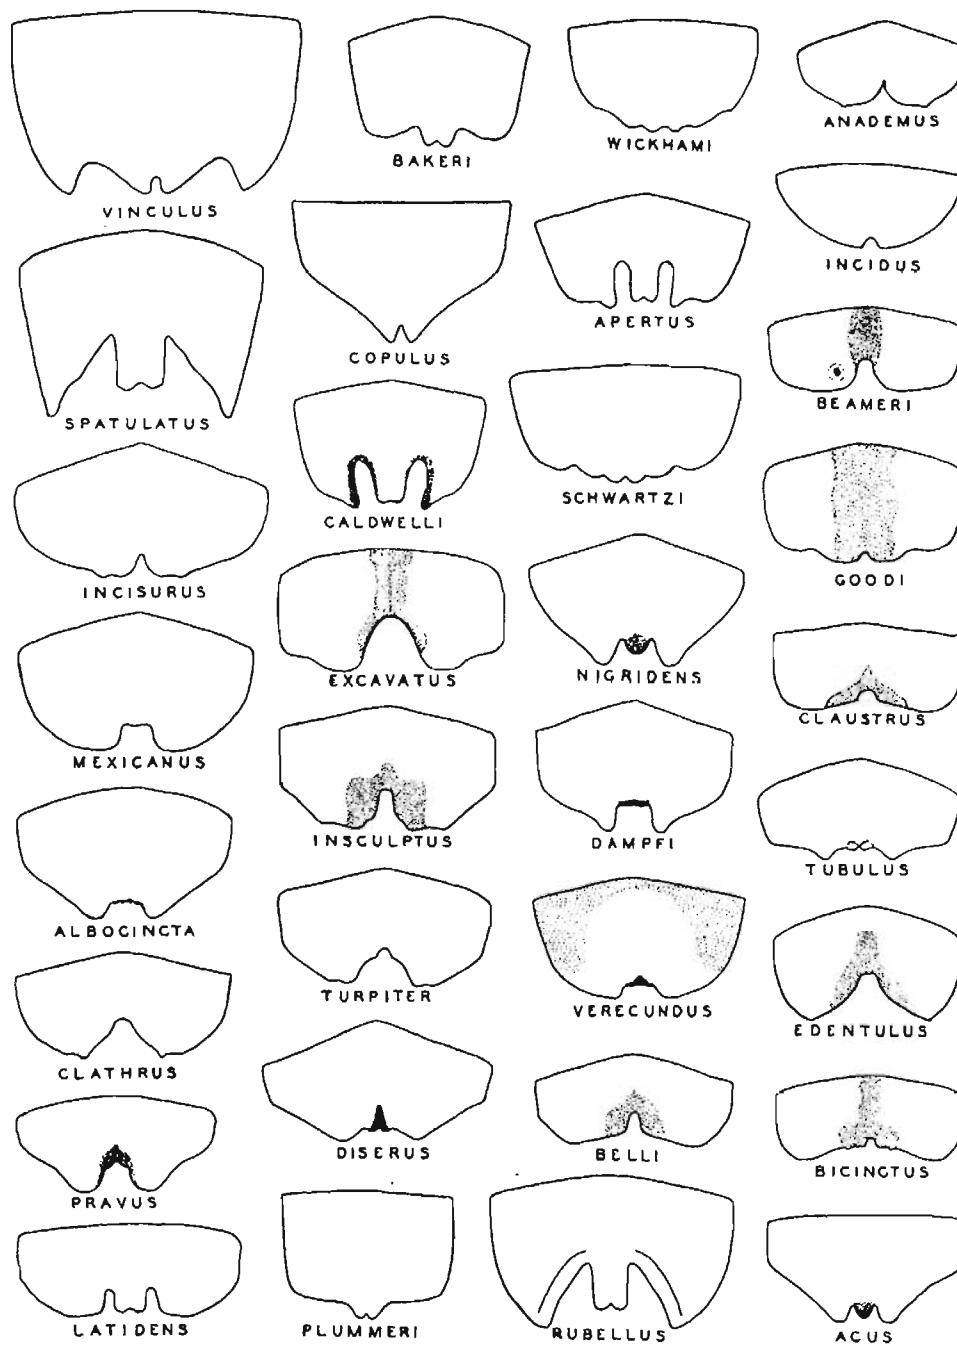 VINCULUS
BAKERI
WICKHAMI
ANADEMUS
SPATULATUS
COPULUS
APERTUS
INCIDUS
BEAMERI
INCISURUS
CALDWELLI
SCHWARTZI
GOODI
MEXICANUS
EXCAVATUS
NIGRIDENS
CLAUSTRUS
ALBOCINCTA
INSCULPTUS
DAMPFI
TUBULUS
CLATHRUS
TURPITER
VERECUNDUS
EDENTULUS
PRAVUS
DISERUS
BELLI
BICINCTUS
LATIDENS
PLUMMERI
RUBELLUS
ACUS